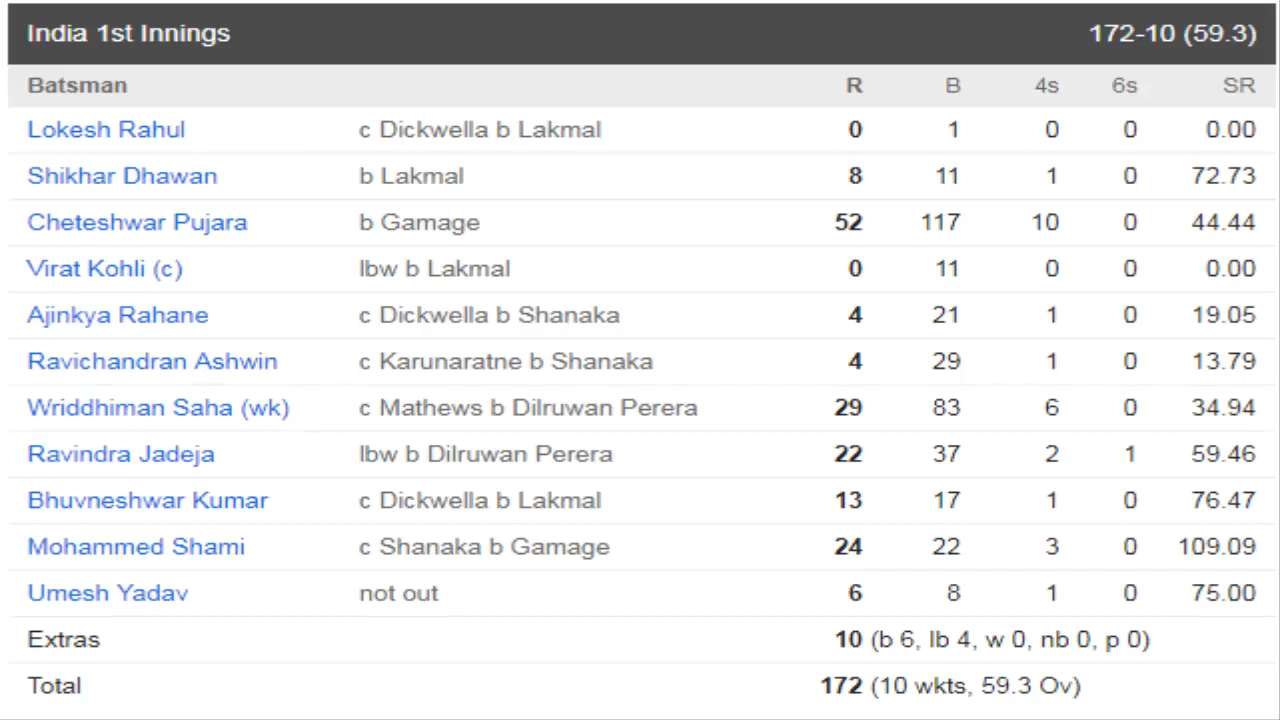 India 1st Innings 172-10 (59.3)
Batsman R B 4s 6s SR
Lokesh Rahul c Dickwella b Lakmal 0 1 0 0 0.00
Shikhar Dhawan b Lakmal 8 11 1 0 72.73
Cheteshwar Pujara b Gamage 52 117 10 0 44.44
Virat Kohli (c) lbw b Lakmal 0 11 0 0 0.00
Ajinkya Rahane c Dickwella b Shanaka 4 21 1 0 19.05
Ravichandran Ashwin c Karunaratne b Shanaka 4 29 1 0 13.79
Wriddhiman Saha (wk) c Mathews b Dilruwan Perera 29 83 6 0 34.94
Ravindra Jadeja lbw b Dilruwan Perera 22 37 2 1 59.46
Bhuvneshwar Kumar c Dickwella b Lakmal 13 17 1 0 76.47
Mohammed Shami c Shanaka b Gamage 24 22 3 0 109.09
Umesh Yadav not out 6 8 1 0 75.00
Extras 10 (b 6, lb 4, w 0, nb 0, p 0)
Total 172 (10 wkts, 59.3 Ov)